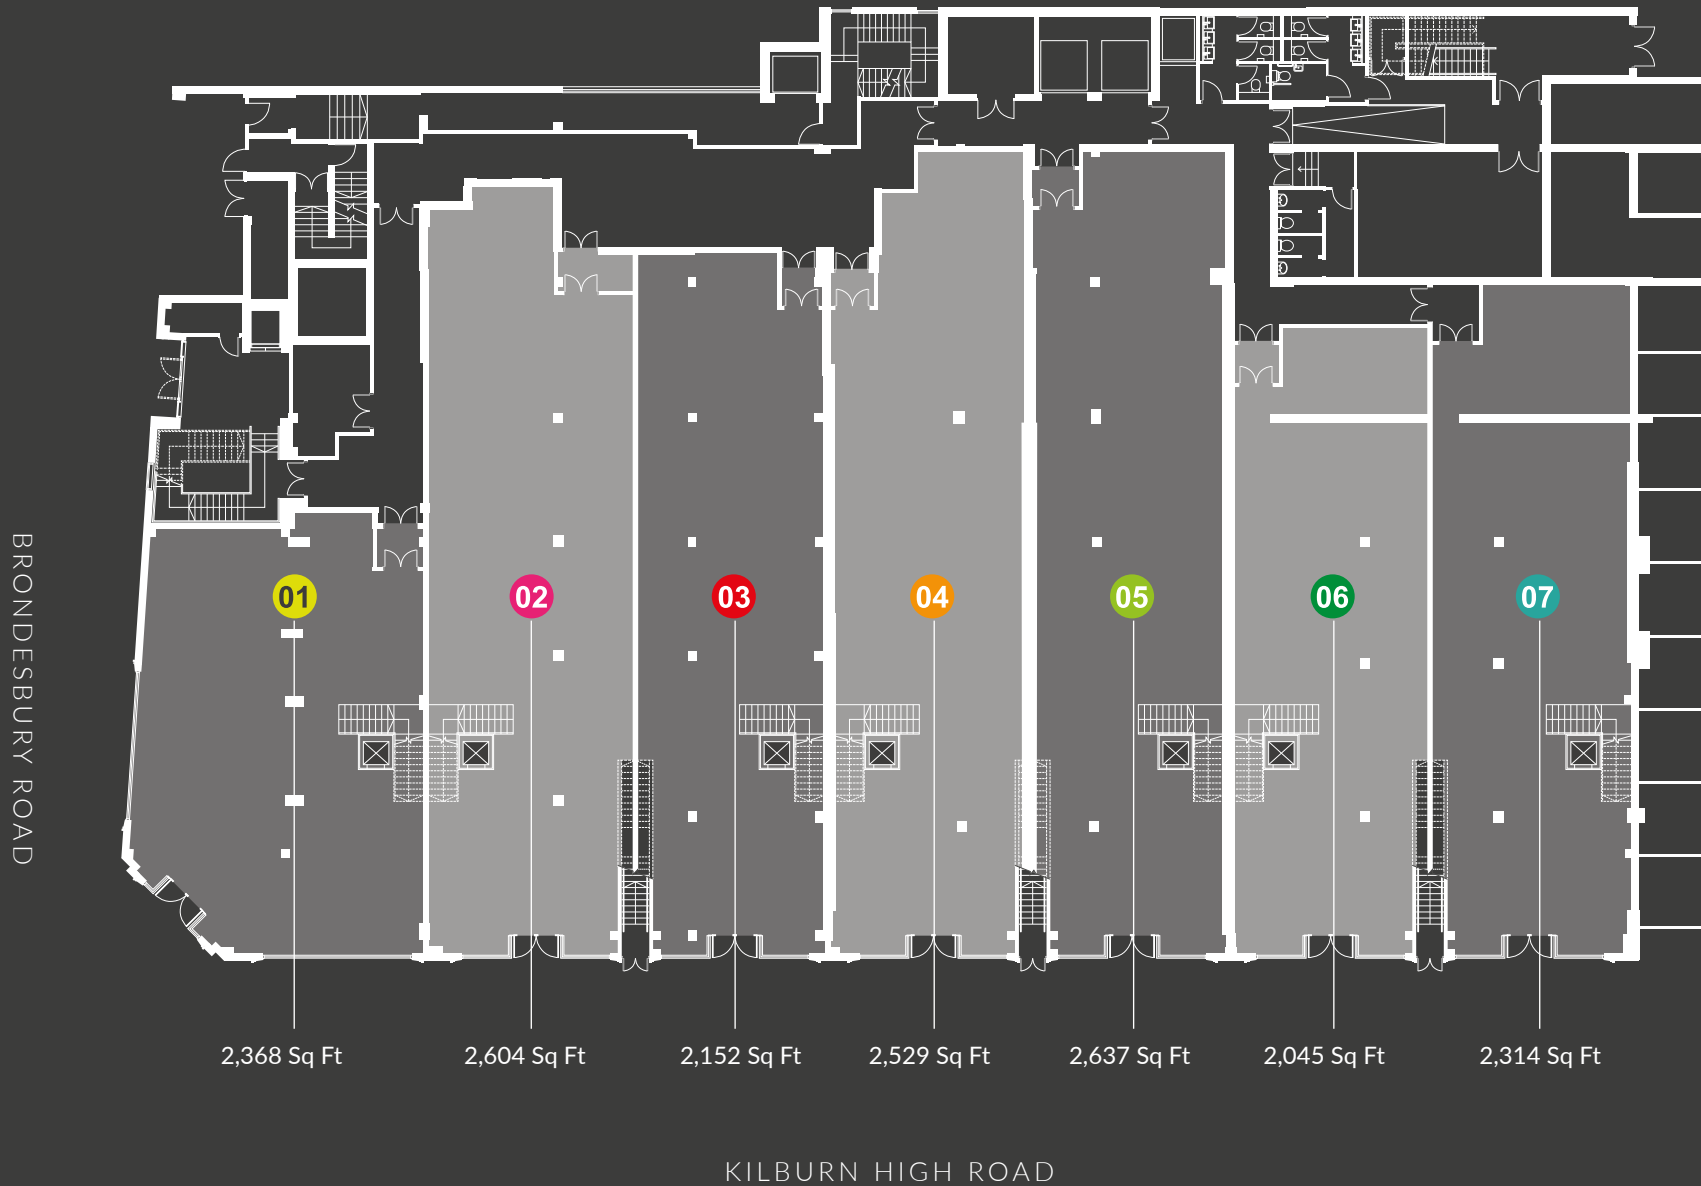 BRONDESBURY ROAD
01
02
03
04
05
06
07
2,368 Sq Ft
2,604 Sq Ft
2,152 Sq Ft
2,529 Sq Ft
2,637 Sq Ft
2,045 Sq Ft
2,314 Sq Ft
KILBURN HIGH ROAD